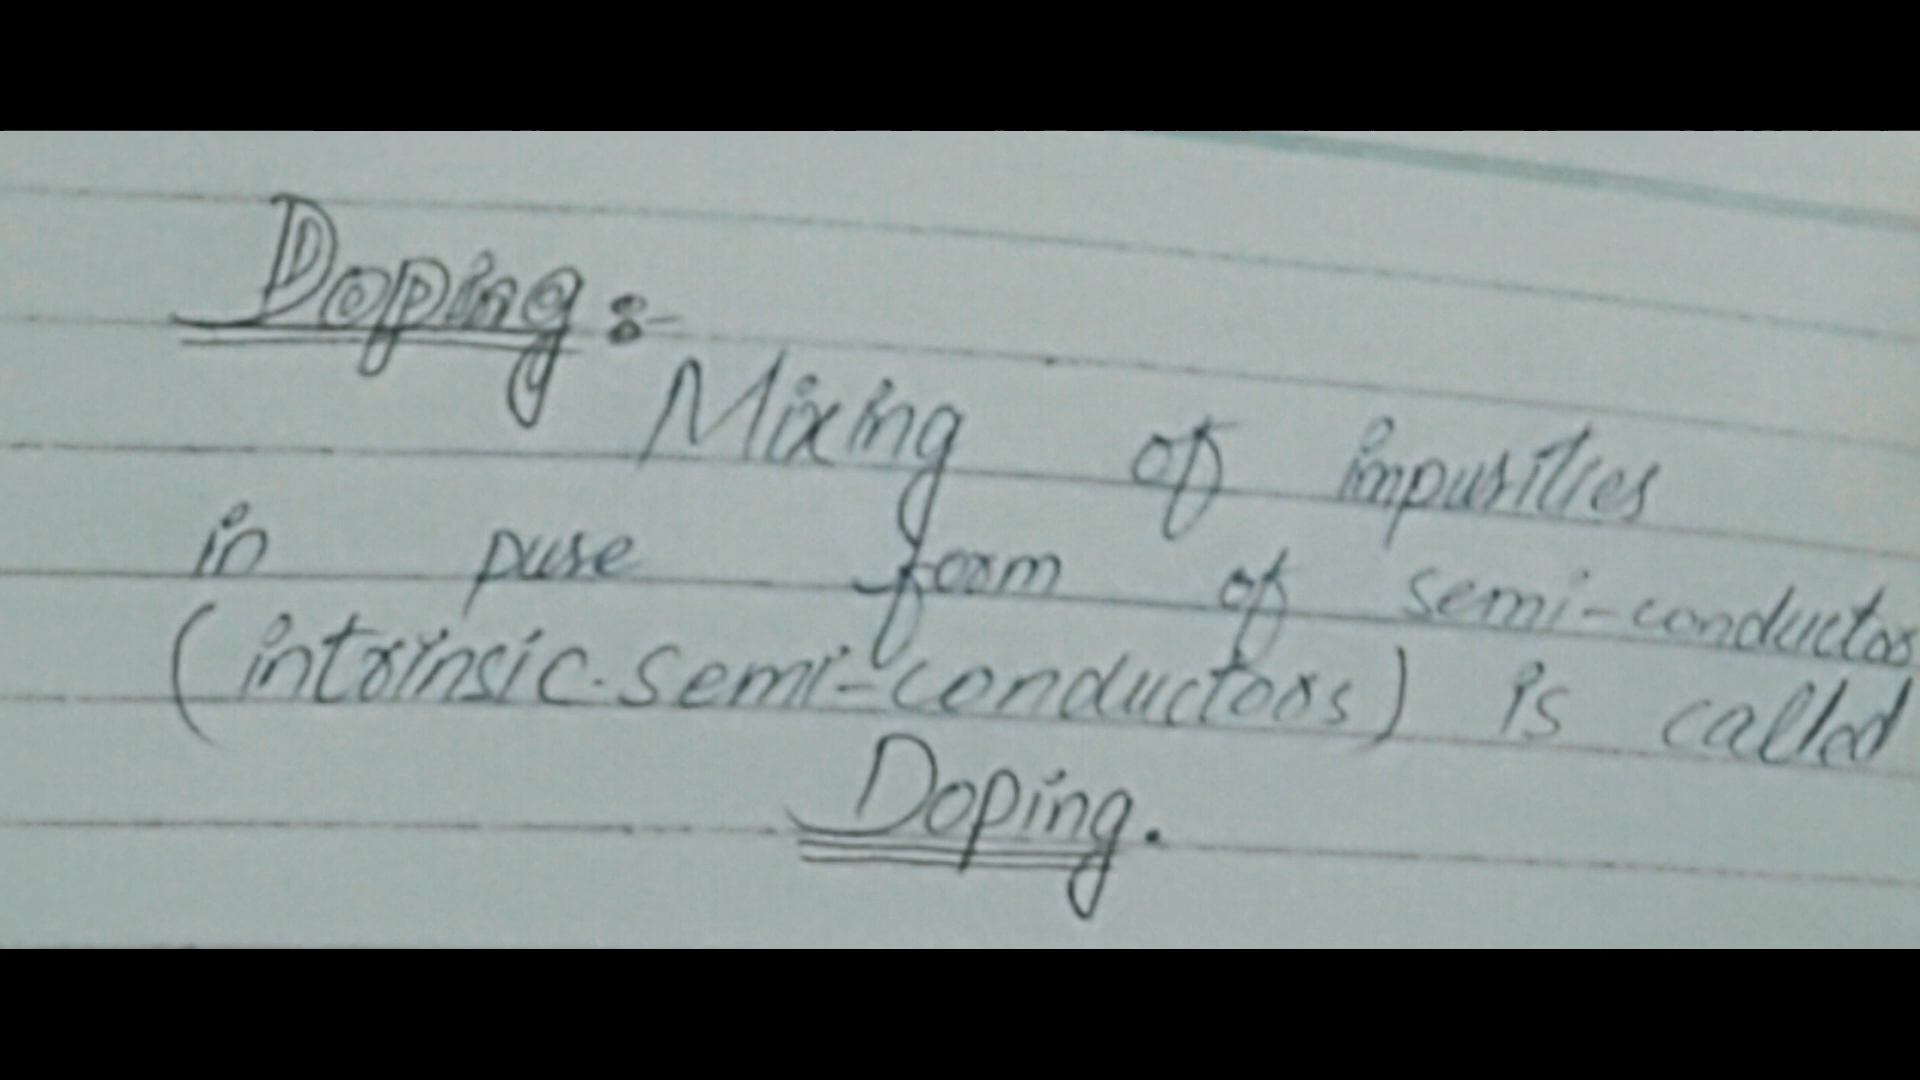 Doping :-
Mixing of impurities
in pure form of semi-conductor
(intrinsic semi-conductors) is called
Doping.